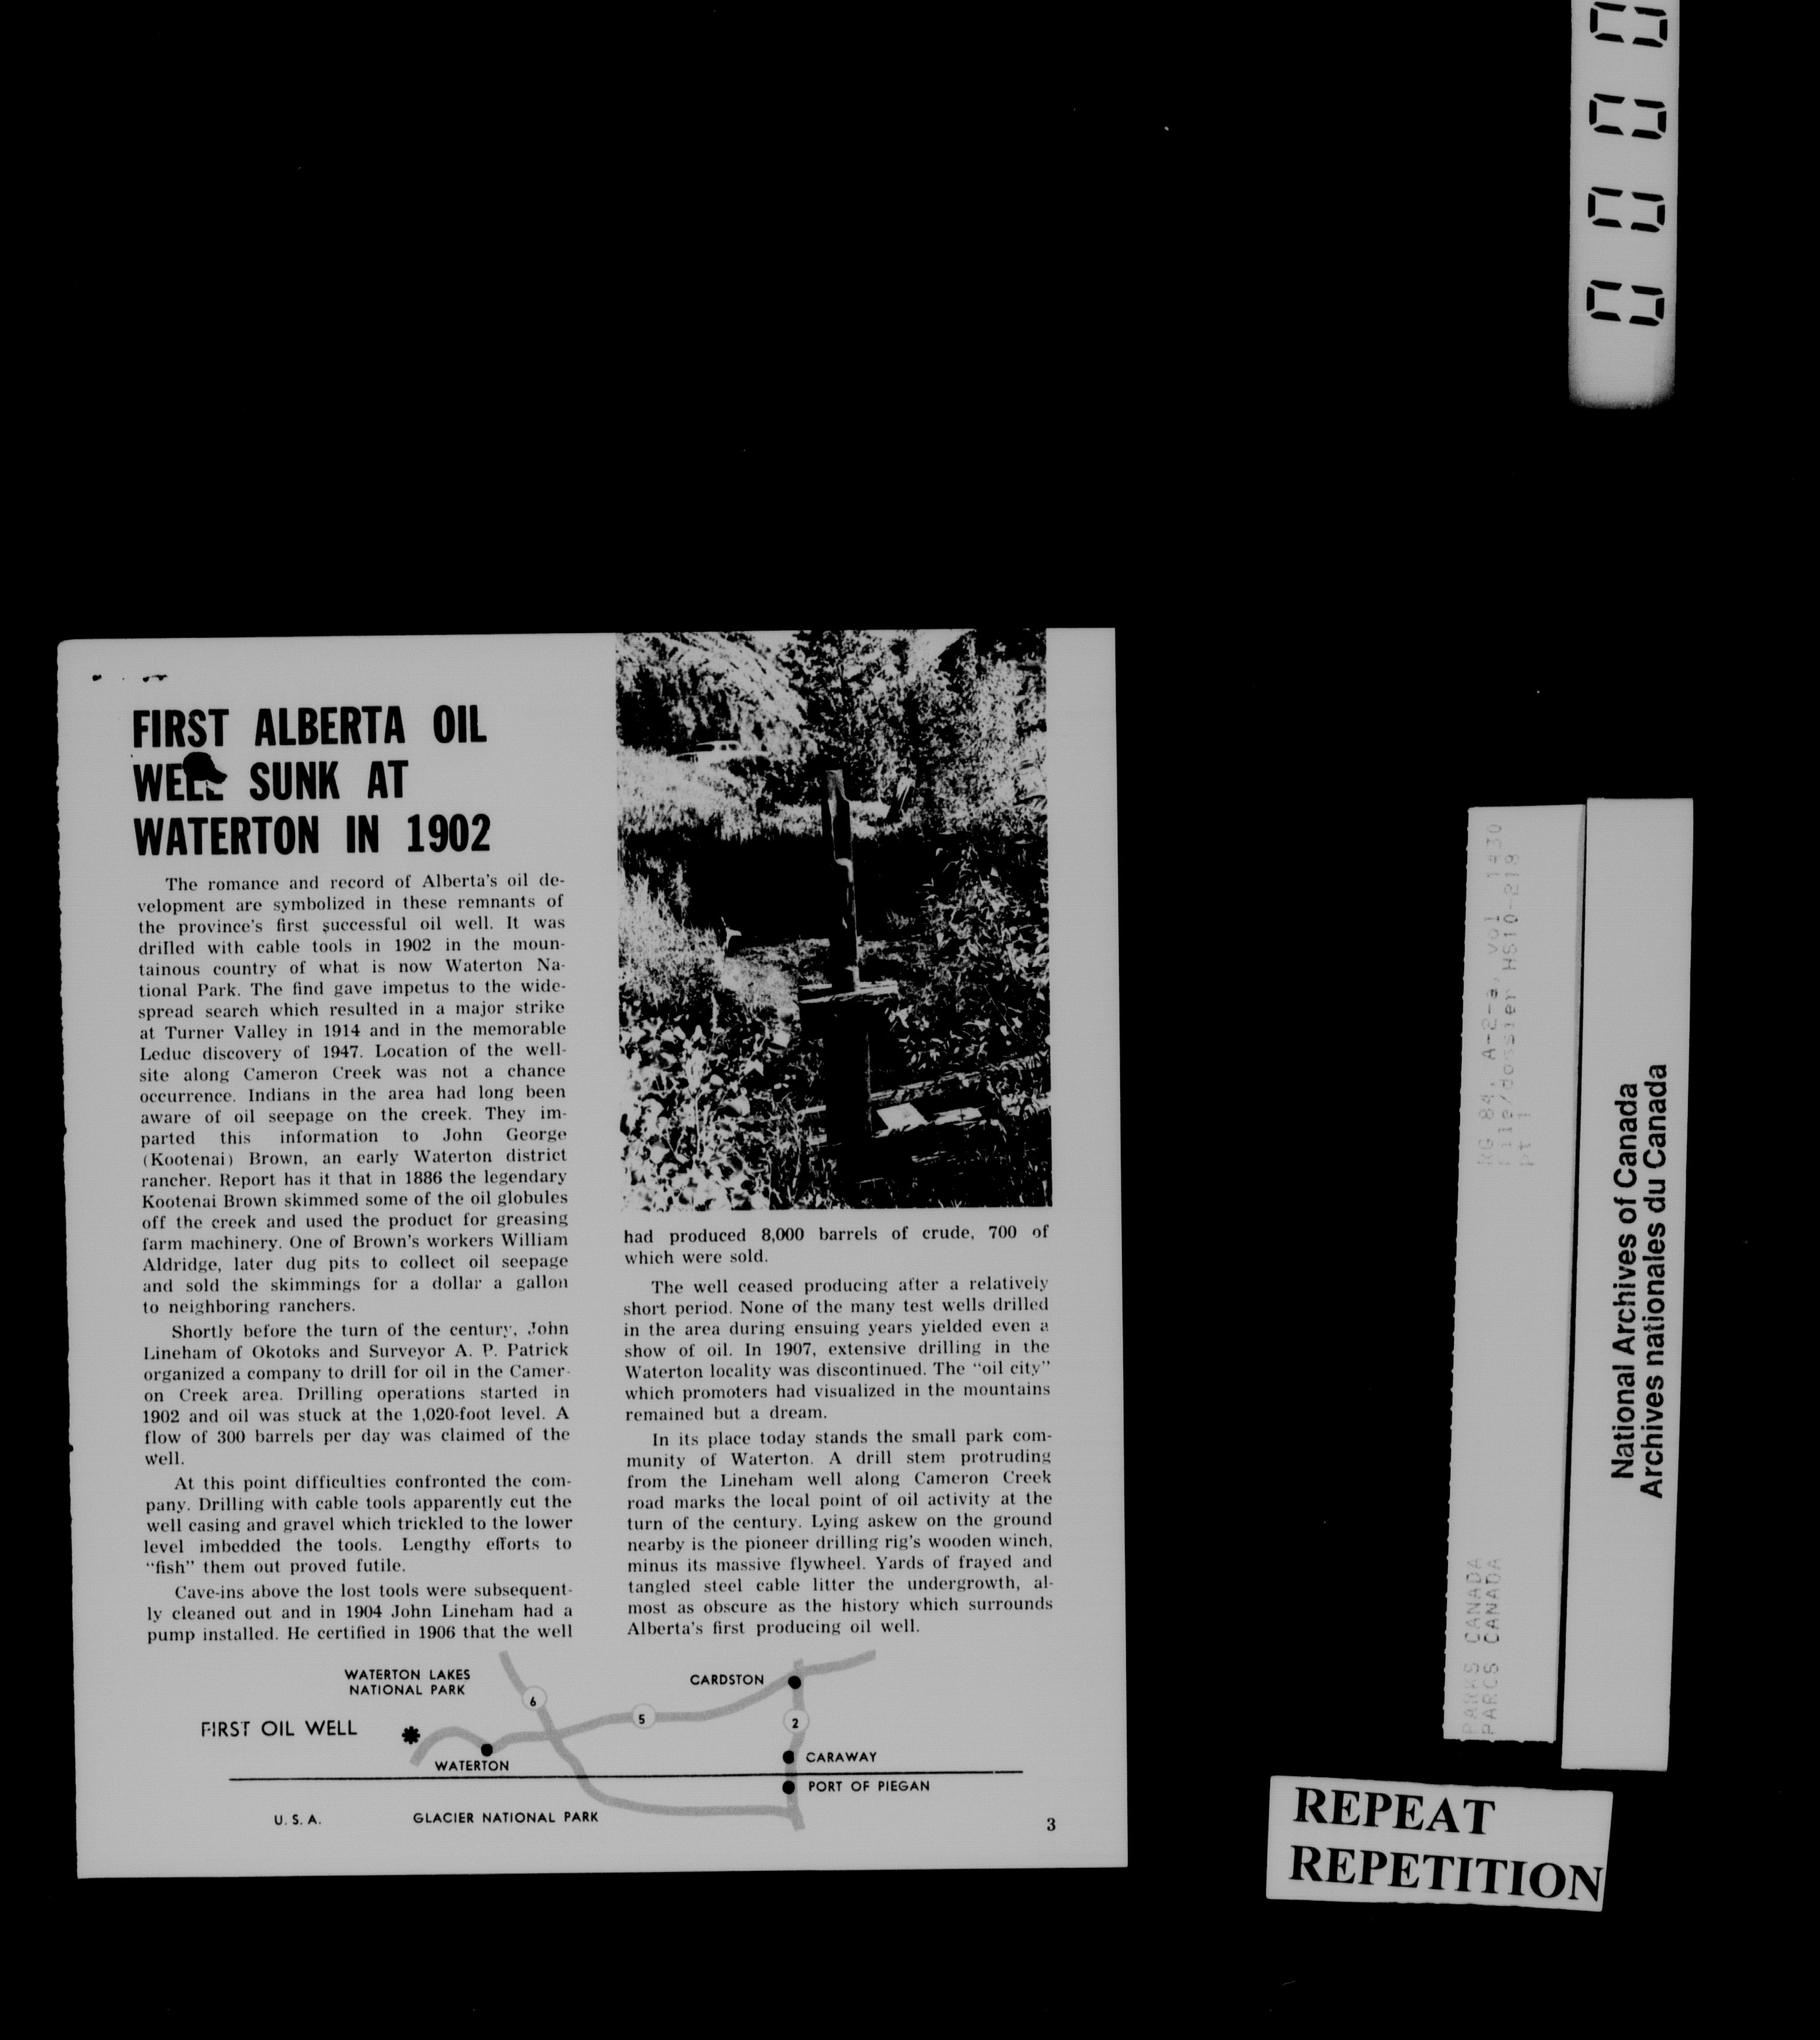 FIRST ALBERTA OIL
WELL SUNK AT
WATERTON IN 1902
The romance and record of Alberta's oil de-
velopment are symbolized in these remnants of
the province's first successful oil well. It was
drilled with cable tools in 1902 in the moun-
tainous country of what is now Waterton Na-
tional Park. The find gave impetus to the wide-
spread search which resulted in a major strike
at Turner Valley in 1914 and in the memorable
Leduc discovery of 1947. Location of the well-
site along Cameron Creek was not a chance
occurrence. Indians in the area had long been
aware of oil seepage on the creek. They im-
parted this information to John George
(Kootenai) Brown, an early Waterton district
rancher. Report has it that in 1886 the legendary
Kootenai Brown skimmed some of the oil globules
off the creek and used the product for greasing
farm machinery. One of Brown's workers William
Aldridge, later dug pits to collect oil seepage
and sold the skimmings for a dollar a gallon
to neighboring ranchers.
Shortly before the turn of the century, John
Lineham of Okotoks and Surveyor A. P. Patrick
organized a company to drill for oil in the Camer-
on Creek area. Drilling operations started in
1902 and oil was stuck at the 1,020-foot level. A
flow of 300 barrels per day was claimed of the
well.
At this point difficulties confronted the com-
pany. Drilling with cable tools apparently cut the
well casing and gravel which trickled to the lower
level imbedded the tools. Lengthy efforts to
"fish" them out proved futile.
Cave-ins above the lost tools were subsequent-
ly cleaned out and in 1904 John Lineham had a
pump installed. He certified in 1906 that the well
had produced 8,000 barrels of crude, 700 of
which were sold.
The well ceased producing after a relatively
short period. None of the many test wells drilled
in the area during ensuing years yielded even a
show of oil. In 1907, extensive drilling in the
Waterton locality was discontinued. The "oil city"
which promoters had visualized in the mountains
remained but a dream.
In its place today stands the small park com-
munity of Waterton. A drill stem protruding
from the Lineham well along Cameron Creek
road marks the local point of oil activity at the
turn of the century. Lying askew on the ground
nearby is the pioneer drilling rig's wooden winch,
minus its massive flywheel. Yards of frayed and
tangled steel cable litter the undergrowth, al-
most as obscure as the history which surrounds
Alberta's first producing oil well.
WATERTON LAKES
NATIONAL PARK
CARDSTON
6
5
2
FIRST OIL WELL
WATERTON
CARAWAY
PORT OF PIEGAN
U. S. A.
GLACIER NATIONAL PARK
3
0 0 0 0
PARKS CANADA
PARCS CANADA
RG 84, A-2-a, vol 1430
File/dossier HS10-218
pt 1
National Archives of Canada
Archives nationales du Canada
REPEAT
REPETITION